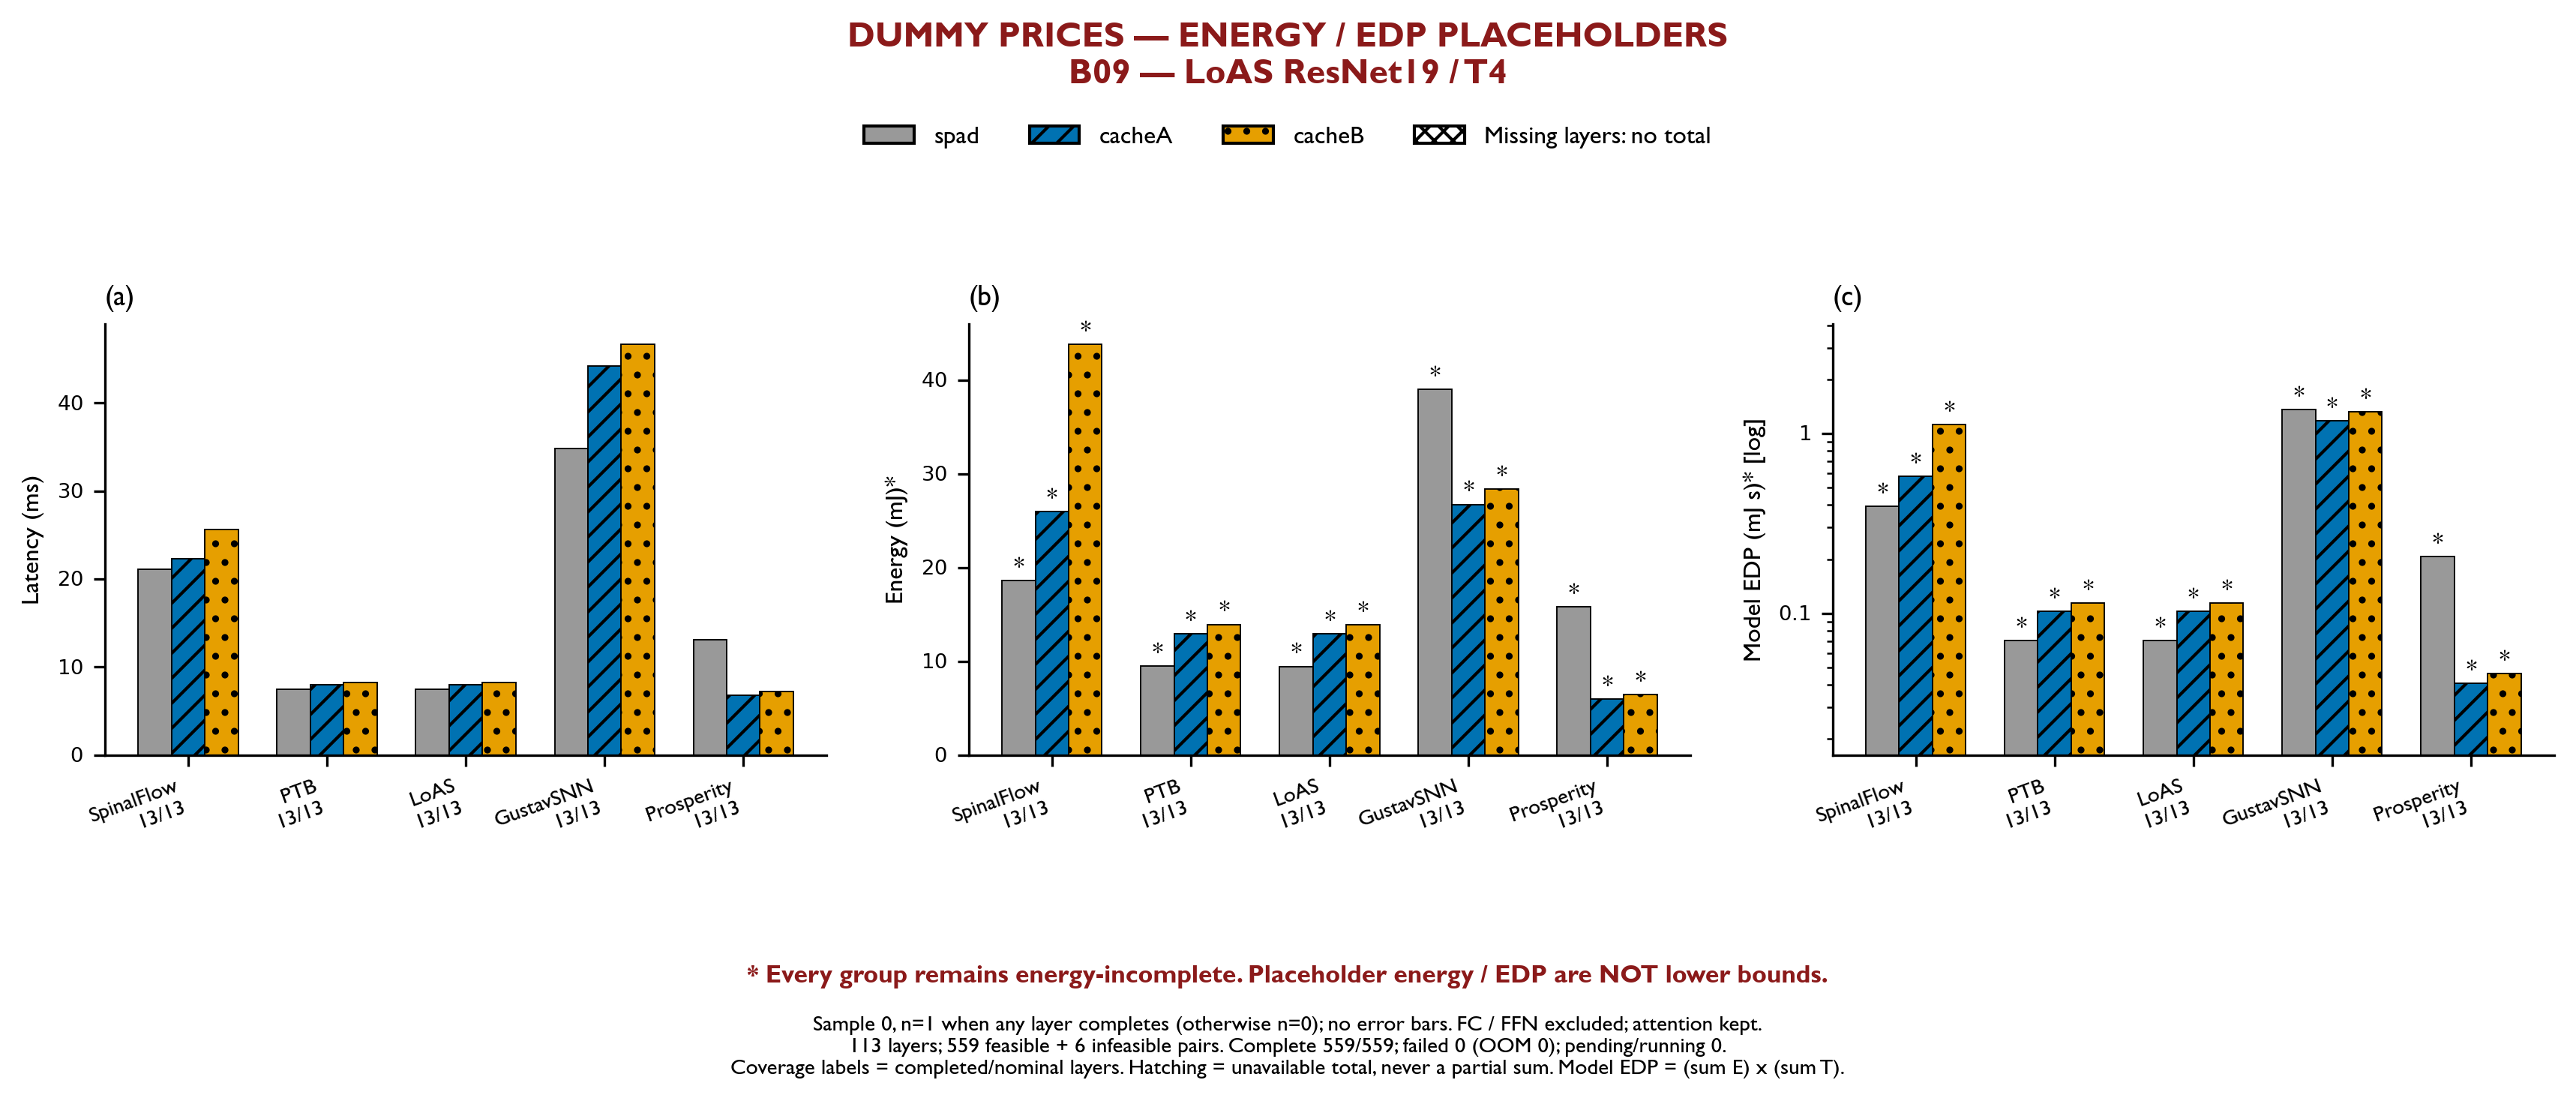 DUMMY PRICES — ENERGY / EDP PLACEHOLDERS
B09 — LoAS ResNet19 / T4
spad
cacheA
cacheB
Missing layers: no total
(a)
Latency (ms)
40
30
20
10
0
SpinalFlow
13/13
PTB
13/13
LoAS
13/13
GustavSNN
13/13
Prosperity
13/13
(b)
Energy (mJ)*
40
30
20
10
0
* * *
* * *
* * *
* * *
* * *
SpinalFlow
13/13
PTB
13/13
LoAS
13/13
GustavSNN
13/13
Prosperity
13/13
(c)
Model EDP (mJ s)* [log]
1
0.1
* * *
* * *
* * *
* * *
* * *
SpinalFlow
13/13
PTB
13/13
LoAS
13/13
GustavSNN
13/13
Prosperity
13/13
* Every group remains energy-incomplete. Placeholder energy / EDP are NOT lower bounds.
Sample 0, n=1 when any layer completes (otherwise n=0); no error bars. FC / FFN excluded; attention kept.
113 layers; 559 feasible + 6 infeasible pairs. Complete 559/559; failed 0 (OOM 0); pending/running 0.
Coverage labels = completed/nominal layers. Hatching = unavailable total, never a partial sum. Model EDP = (sum E) x (sum T).